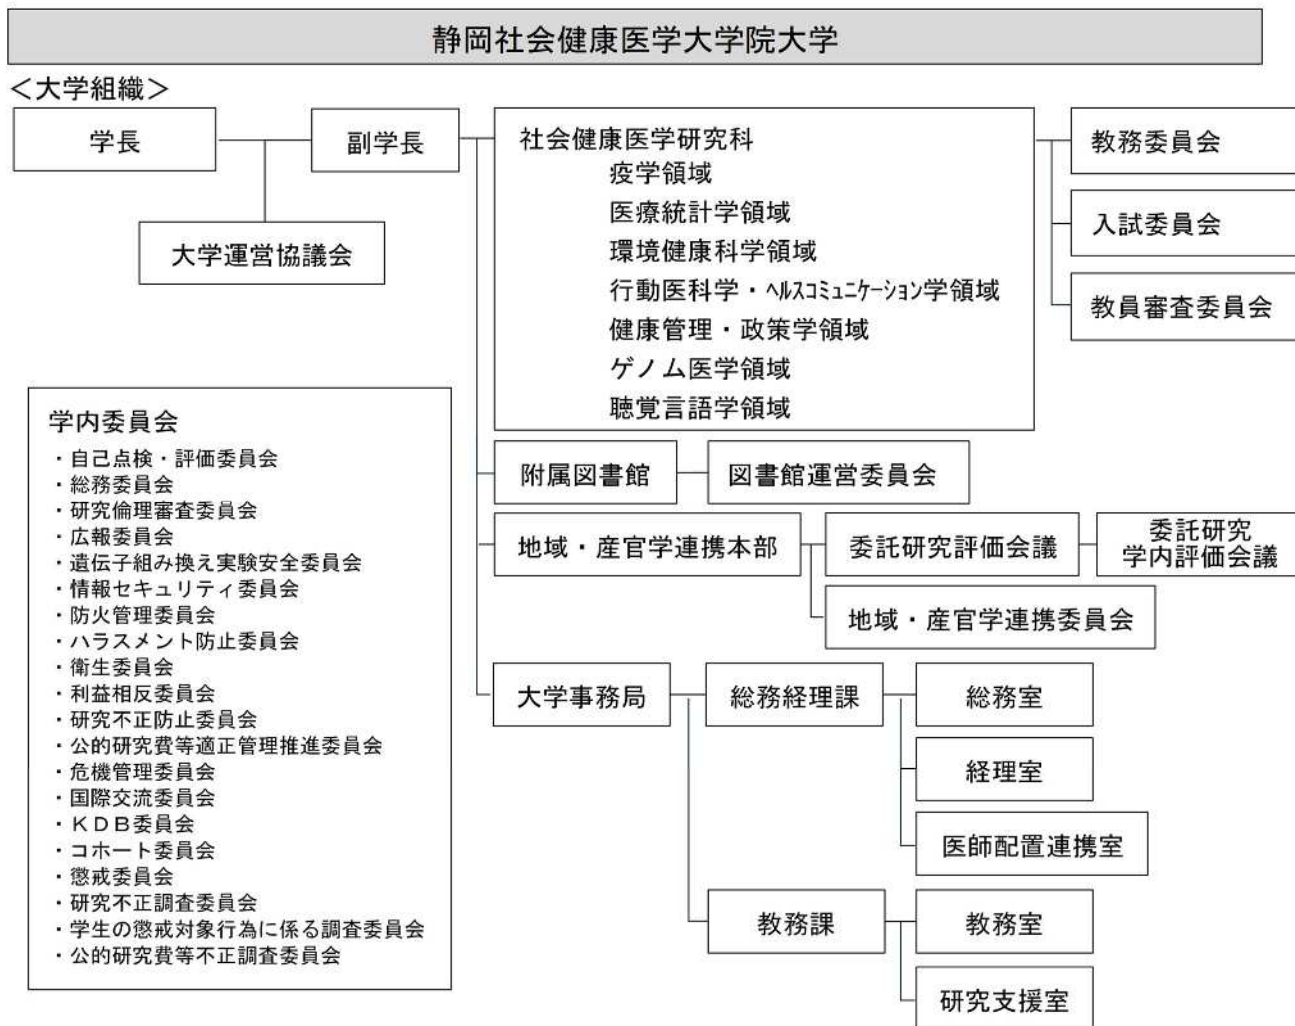 静岡社会健康医学大学院大学
＜大学組織＞
学長
副学長
大学運営協議会
社会健康医学研究科
疫学領域
医療統計学領域
環境健康科学領域
行動医科学・ﾍﾙｽｺﾐｭﾆｹｰｼｮﾝ学領域
健康管理・政策学領域
ゲノム医学領域
聴覚言語学領域
教務委員会
入試委員会
教員審査委員会
学内委員会
・自己点検・評価委員会
・総務委員会
・研究倫理審査委員会
・広報委員会
・遺伝子組み換え実験安全委員会
・情報セキュリティ委員会
・防火管理委員会
・ハラスメント防止委員会
・衛生委員会
・利益相反委員会
・研究不正防止委員会
・公的研究費等適正管理推進委員会
・危機管理委員会
・国際交流委員会
・ＫＤＢ委員会
・コホート委員会
・懲戒委員会
・研究不正調査委員会
・学生の懲戒対象行為に係る調査委員会
・公的研究費等不正調査委員会
附属図書館
図書館運営委員会
地域・産官学連携本部
委託研究評価会議
委託研究
学内評価会議
地域・産官学連携委員会
大学事務局
総務経理課
総務室
経理室
医師配置連携室
教務課
教務室
研究支援室